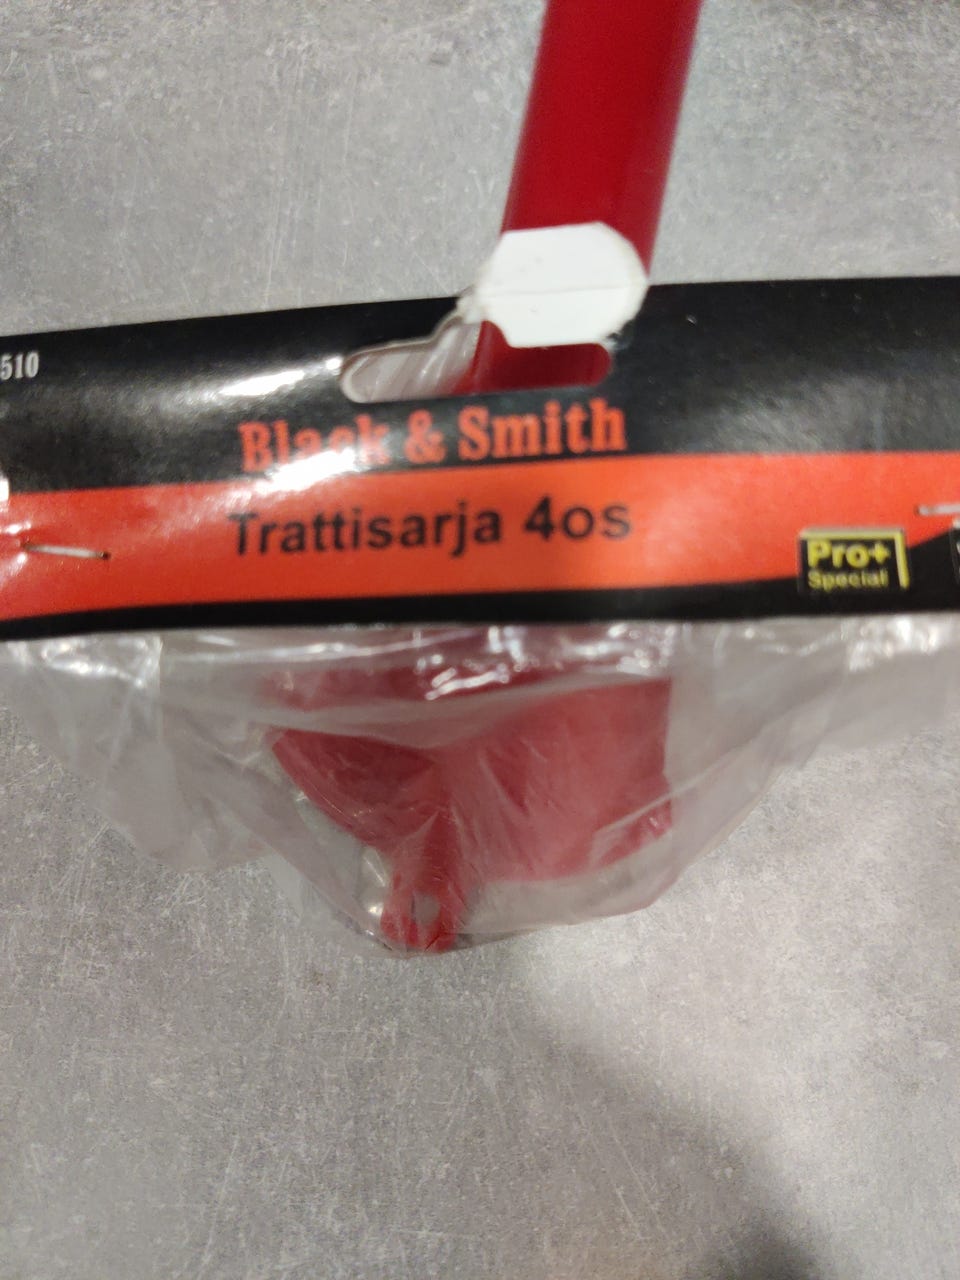 510
Black & Smith
Trattisarja 4os
Pro+
Special